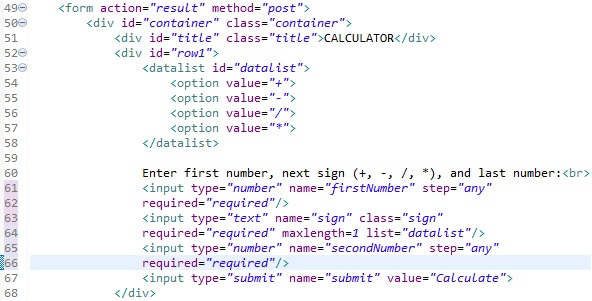 49 <form action="result" method="post">
50 <div id="container" class="container">
51 <div id="title" class="title">CALCULATOR</div>
52 <div id="row1">
53 <datalist id="datalist">
54 <option value="+">
55 <option value="-">
56 <option value="/">
57 <option value="*">
58 </datalist>
59
60 Enter first number, next sign (+, -, /, *), and last number:<br>
61 <input type="number" name="firstNumber" step="any"
62 required="required"/>
63 <input type="text" name="sign" class="sign"
64 required="required" maxlength=1 list="datalist"/>
65 <input type="number" name="secondNumber" step="any"
66 required="required"/>
67 <input type="submit" name="submit" value="Calculate">
68 </div>